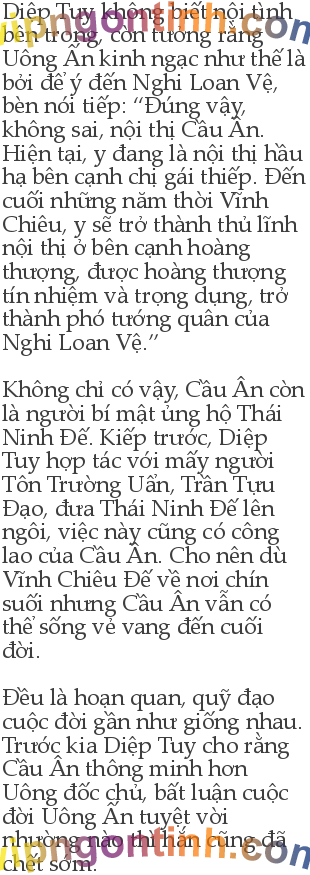 Diệp Tuy không biết nội tình
bên trong, còn tưởng rằng
Uông Ấn kinh ngạc như thế là
bởi để ý đến Nghi Loan Vệ,
bèn nói tiếp: “Đúng vậy,
không sai, nội thị Cầu Ân.
Hiện tại, y đang là nội thị hầu
hạ bên cạnh chị gái thiếp. Đến
cuối những năm thời Vĩnh
Chiêu, y sẽ trở thành thủ lĩnh
nội thị ở bên cạnh hoàng
thượng, được hoàng thượng
tín nhiệm và trọng dụng, trở
thành phó tướng quân của
Nghi Loan Vệ.”
Không chỉ có vậy, Cầu Ân còn
là người bí mật ủng hộ Thái
Ninh Đế. Kiếp trước, Diệp
Tuy hợp tác với mấy người
Tôn Trường Uẩn, Trần Tựu
Đạo, đưa Thái Ninh Đế lên
ngôi, việc này cũng có công
lao của Cầu Ân. Cho nên dù
Vĩnh Chiêu Đế về nơi chín
suối nhưng Cầu Ân vẫn có
thể sống vẻ vang đến cuối
đời.
Đều là hoạn quan, quỹ đạo
cuộc đời gần như giống nhau.
Trước kia Diệp Tuy cho rằng
Cầu Ân thông minh hơn
Uông đốc chủ, bất luận cuộc
đời Uông Ấn tuyệt vời
nhường nào thì hắn cũng đã
chết sớm.